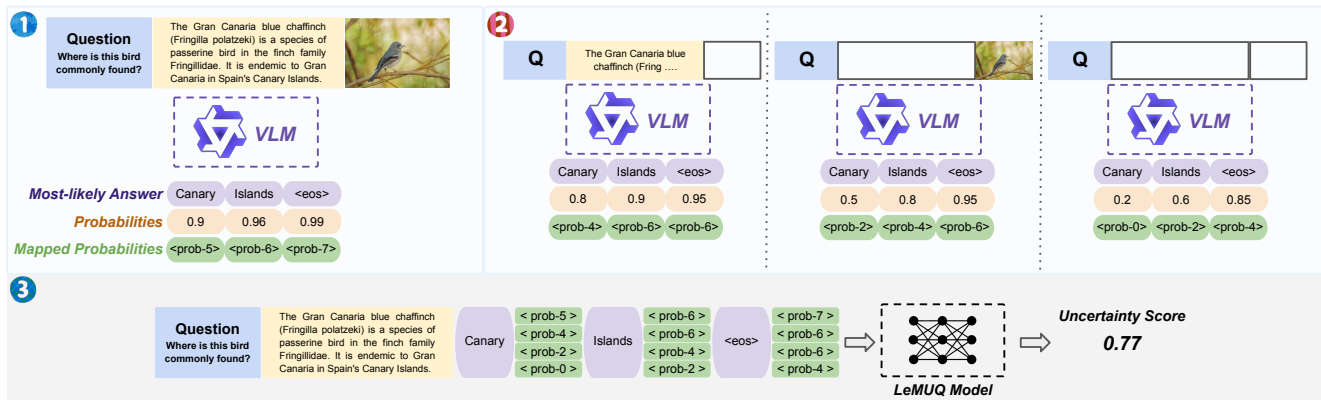 1
Question
Where is this bird
commonly found?
The Gran Canaria blue chaffinch
(Fringilla polatzeki) is a species of
passerine bird in the finch family
Fringillidae. It is endemic to Gran
Canaria in Spain's Canary Islands.
VLM
Most-likely Answer
Canary
Islands
<eos>
Probabilities
0.9
0.96
0.99
Mapped Probabilities
<prob-5>
<prob-6>
<prob-7>
2
Q
The Gran Canaria blue
chaffinch (Fring ....
VLM
Canary
Islands
<eos>
0.8
0.9
0.95
<prob-4>
<prob-6>
<prob-6>
Q
VLM
Canary
Islands
<eos>
0.5
0.8
0.95
<prob-2>
<prob-4>
<prob-6>
Q
VLM
Canary
Islands
<eos>
0.2
0.6
0.85
<prob-0>
<prob-2>
<prob-4>
3
Question
Where is this bird
commonly found?
The Gran Canaria blue chaffinch
(Fringilla polatzeki) is a species of
passerine bird in the finch family
Fringillidae. It is endemic to Gran
Canaria in Spain's Canary Islands.
Canary
< prob-5 >
< prob-4 >
< prob-2 >
< prob-0 >
Islands
< prob-6 >
< prob-6 >
< prob-4 >
< prob-2 >
<eos>
< prob-7 >
< prob-6 >
< prob-6 >
< prob-4 >
LeMUQ Model
Uncertainty Score
0.77